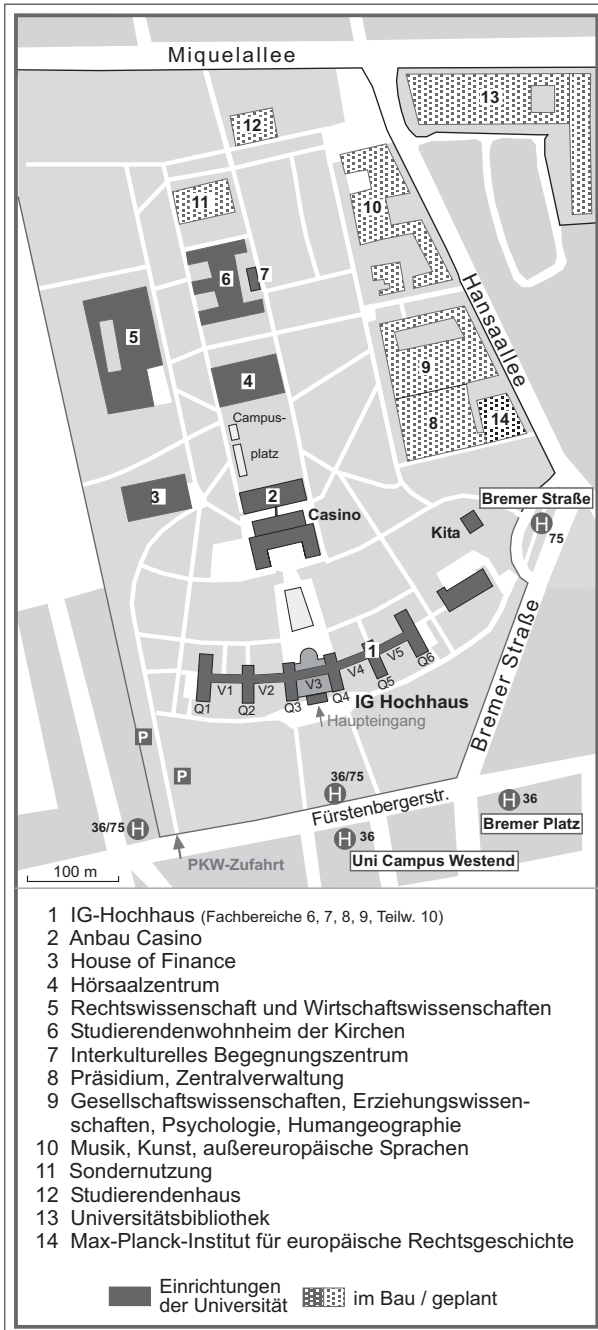 Miquelallee
13
12
11
10
6
7
5
Hansaallee
9
4
8
14
Campus-
platz
3
2
Casino
Bremer Straße
H
75
Kita
1
V1
V2
V3
V4
V5
Q1
Q2
Q3
Q4
Q5
Q6
IG Hochhaus
Haupteingang
Bremer Straße
P
P
36/75
H
Fürstenbergerstr.
H 36
Bremer Platz
36/75 H
H 36
Uni Campus Westend
PKW-Zufahrt
100 m
1 IG-Hochhaus (Fachbereiche 6, 7, 8, 9, Teilw. 10)
2 Anbau Casino
3 House of Finance
4 Hörsaalzentrum
5 Rechtswissenschaft und Wirtschaftswissenschaften
6 Studierendenwohnheim der Kirchen
7 Interkulturelles Begegnungszentrum
8 Präsidium, Zentralverwaltung
9 Gesellschaftswissenschaften, Erziehungswissen-
schaften, Psychologie, Humangeographie
10 Musik, Kunst, außereuropäische Sprachen
11 Sondernutzung
12 Studierendenhaus
13 Universitätsbibliothek
14 Max-Planck-Institut für europäische Rechtsgeschichte
Einrichtungen
der Universität
im Bau / geplant